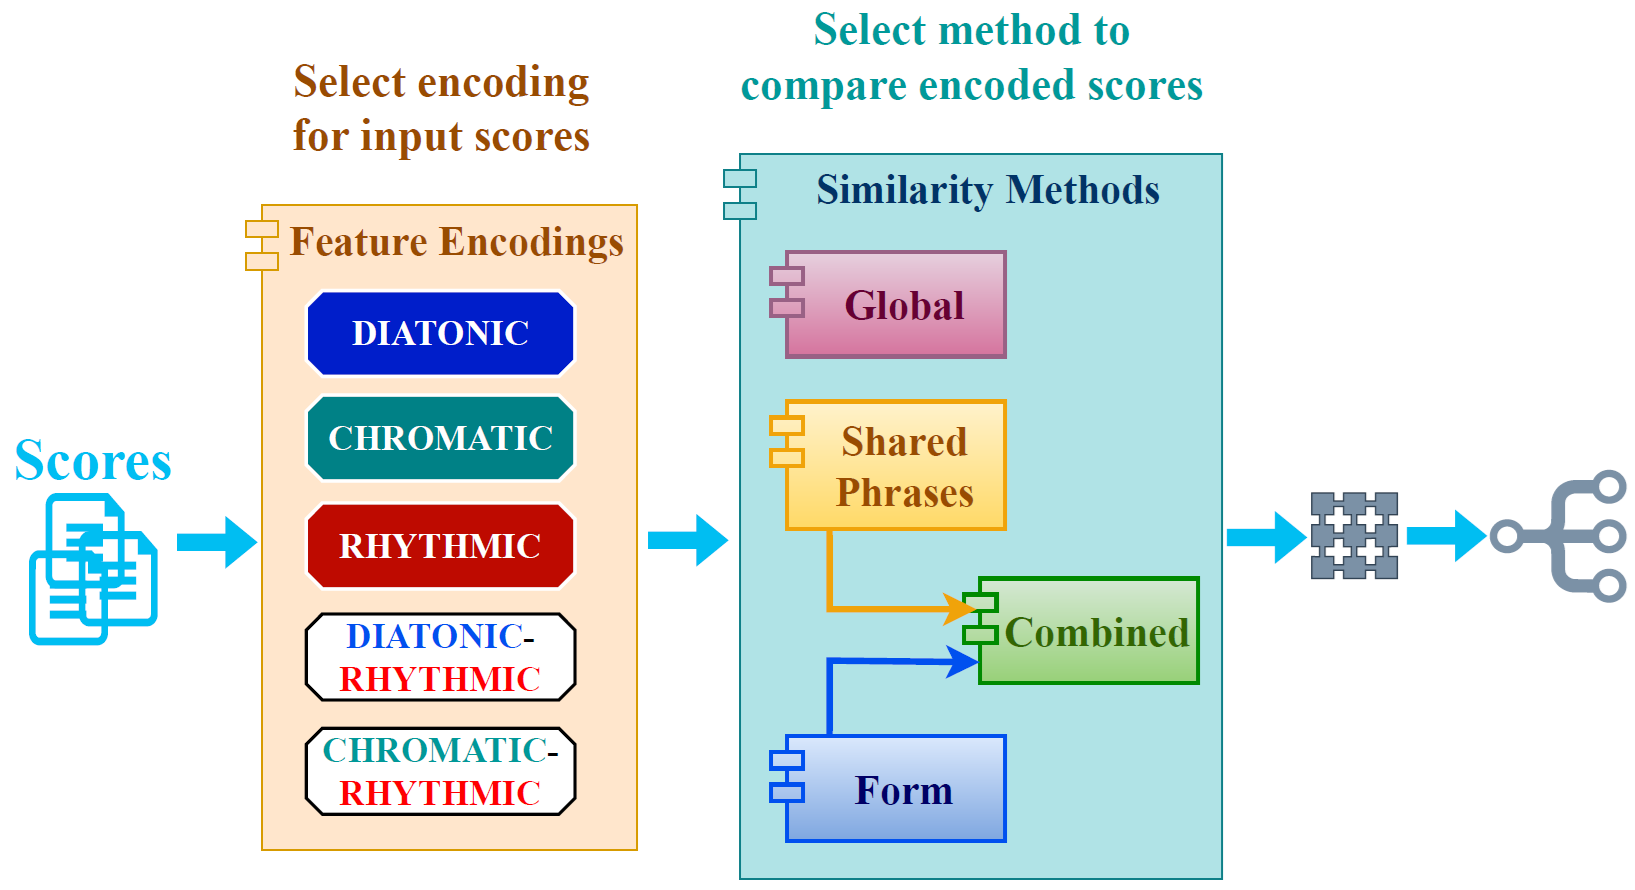 Scores
Select encoding
for input scores
Feature Encodings
DIATONIC
CHROMATIC
RHYTHMIC
DIATONIC-
RHYTHMIC
CHROMATIC-
RHYTHMIC
Select method to
compare encoded scores
Similarity Methods
Global
Shared
Phrases
Combined
Form